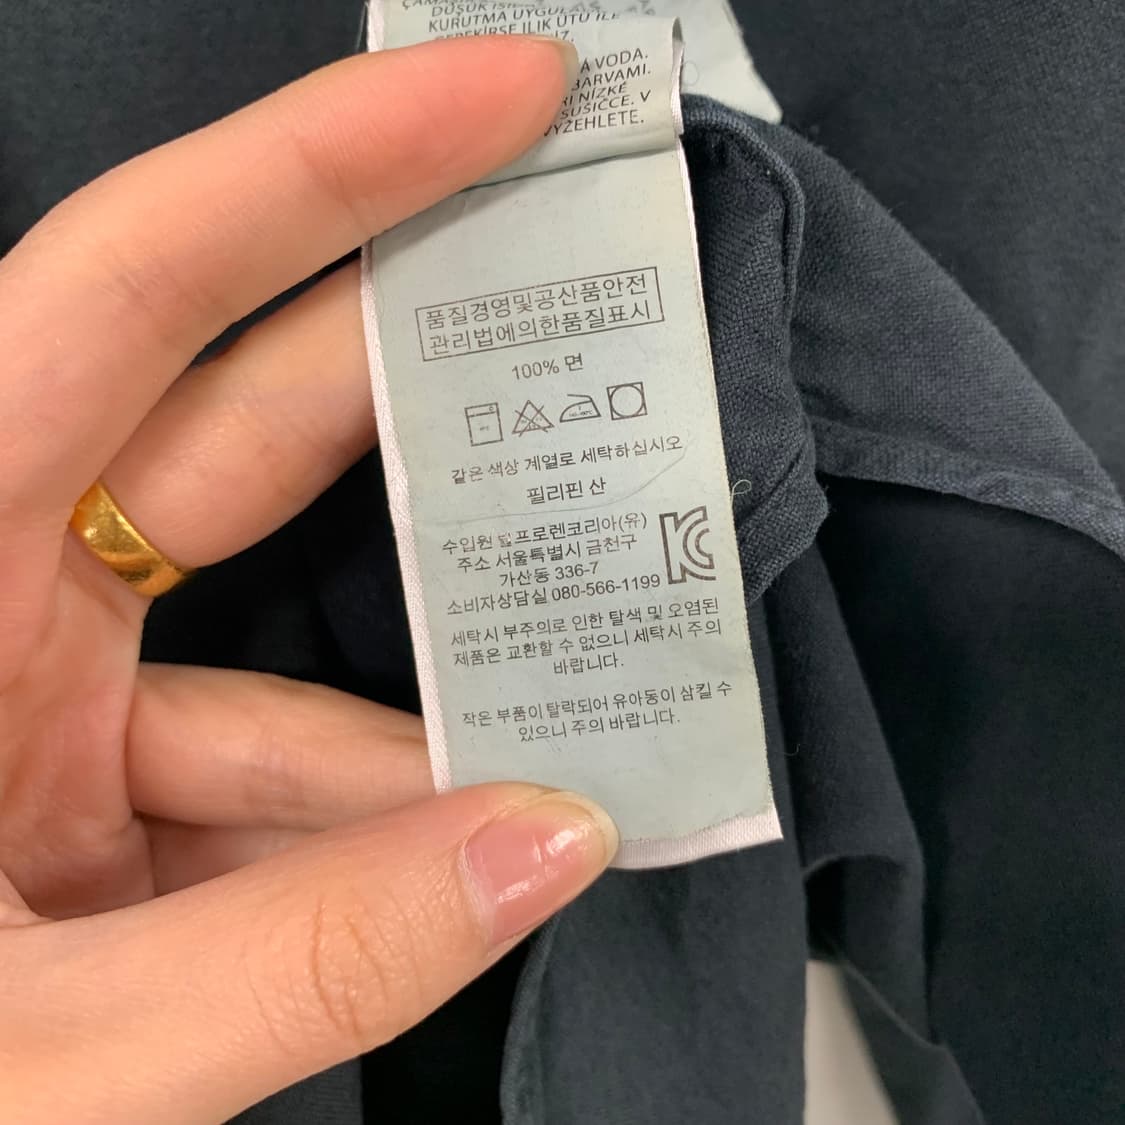 DÜŞÜK ISIDA
KURUTMA UYGULAYI
ILIK ÜTÜ İLE
VODA.
BARVAMI.
NÍZKÉ
SUŠIČCE. V
VYŽEHLETE.
품질경영및공산품안전
관리법에의한품질표시
100% 면
같은 색상 계열로 세탁하십시오
필리핀 산
수입원 랄프로렌코리아(유)
주소 서울특별시 금천구
가산동 336-7
소비자상담실 080-566-1199
세탁시 부주의로 인한 탈색 및 오염된
제품은 교환할 수 없으니 세탁시 주의
바랍니다.
작은 부품이 탈락되어 유아동이 삼킬 수
있으니 주의 바랍니다.